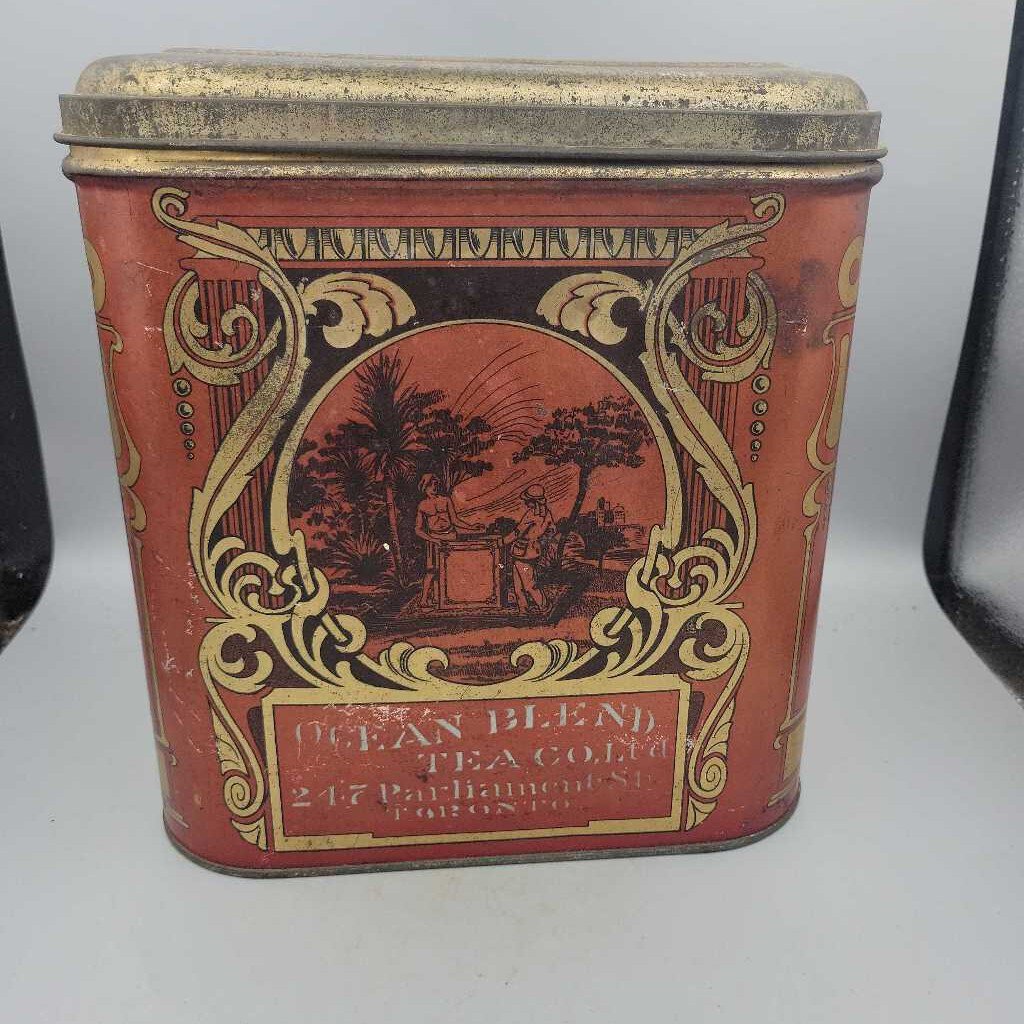 OCEAN BLEND
TEA CO. Ltd
247 Parliament St.
TORONTO